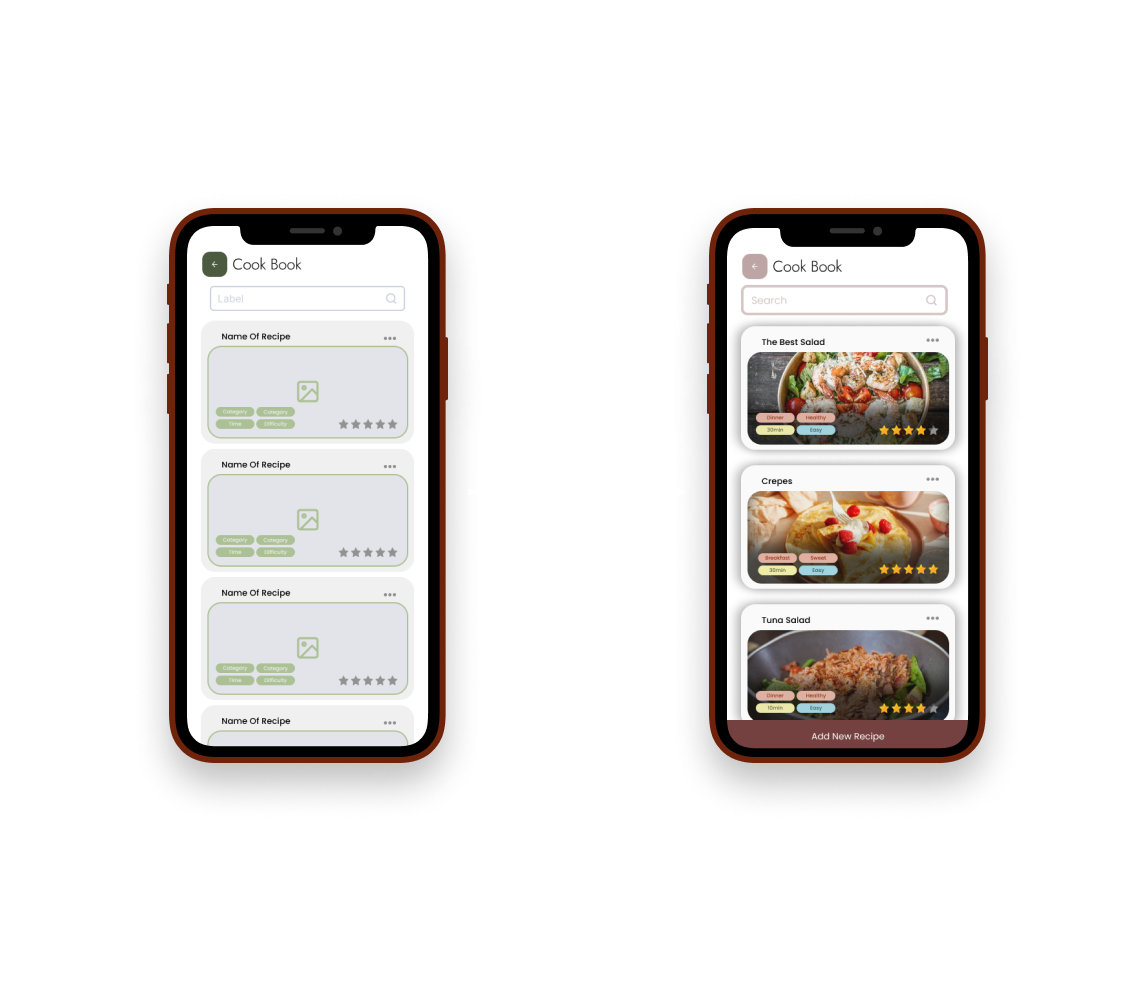 Cook Book
Label
Name Of Recipe
Category Category
Time Difficulty
Name Of Recipe
Category Category
Time Difficulty
Name Of Recipe
Category Category
Time Difficulty
Name Of Recipe
Cook Book
Search
The Best Salad
Dinner Healthy
30min Easy
Crepes
Breakfast Sweet
30min Easy
Tuna Salad
Dinner Healthy
10min Easy
Add New Recipe